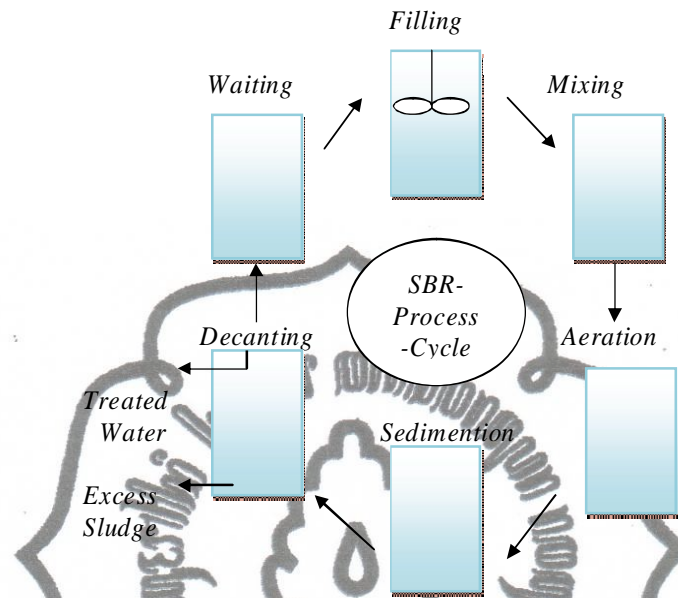 Filling
Waiting
Mixing
SBR-
Process
-Cycle
Decanting
Aeration
Treated
Water
Sedimention
Excess
Sludge